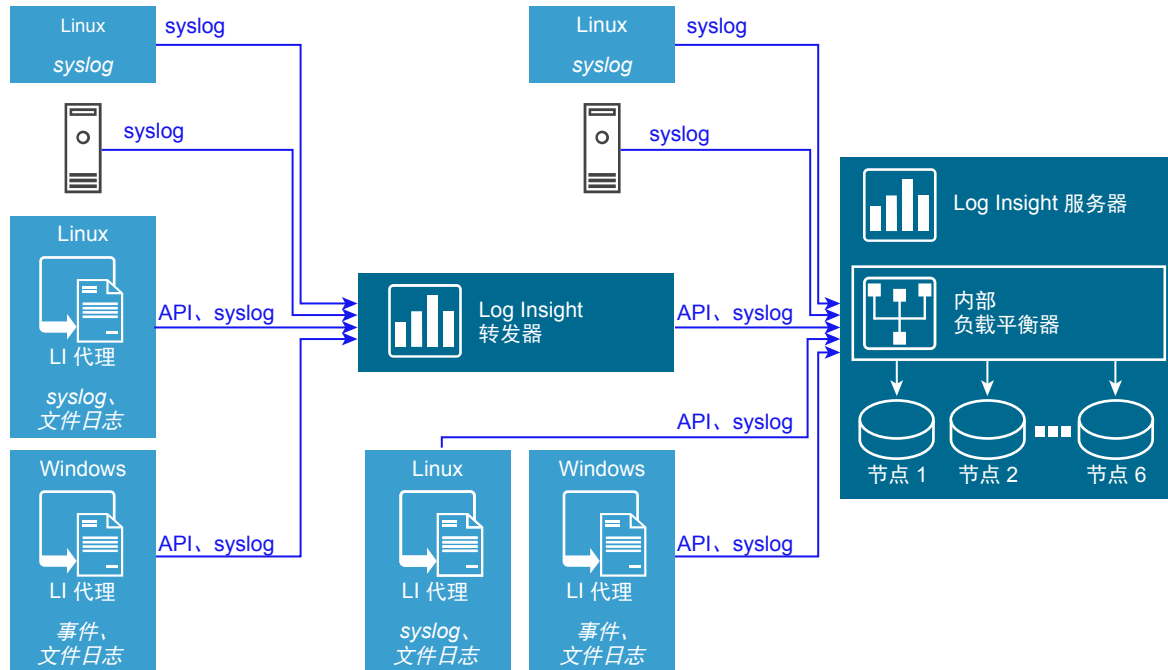 Linux
syslog
syslog
syslog
Linux
LI 代理
syslog、
文件日志
API、syslog
Windows
LI 代理
事件、
文件日志
API、syslog
Log Insight
转发器
API、syslog
Linux
syslog
syslog
syslog
Linux
LI 代理
syslog、
文件日志
API、syslog
Windows
LI 代理
事件、
文件日志
API、syslog
Log Insight 服务器
内部
负载平衡器
节点 1
节点 2
节点 6